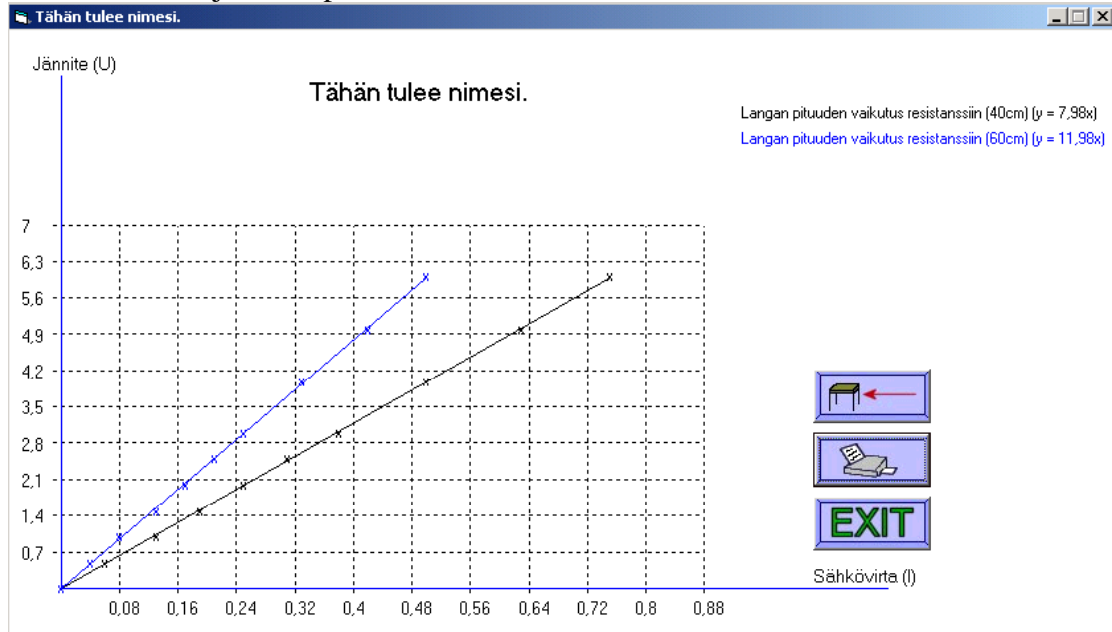 Tähän tulee nimesi.
Jännite (U)
Tähän tulee nimesi.
Langan pituuden vaikutus resistanssiin (40cm) (y = 7,98x)
Langan pituuden vaikutus resistanssiin (60cm) (y = 11,98x)
7
6,3
5,6
4,9
4,2
3,5
2,8
2,1
1,4
0,7
EXIT
Sähkövirta (I)
0,08 0,16 0,24 0,32 0,4 0,48 0,56 0,64 0,72 0,8 0,88